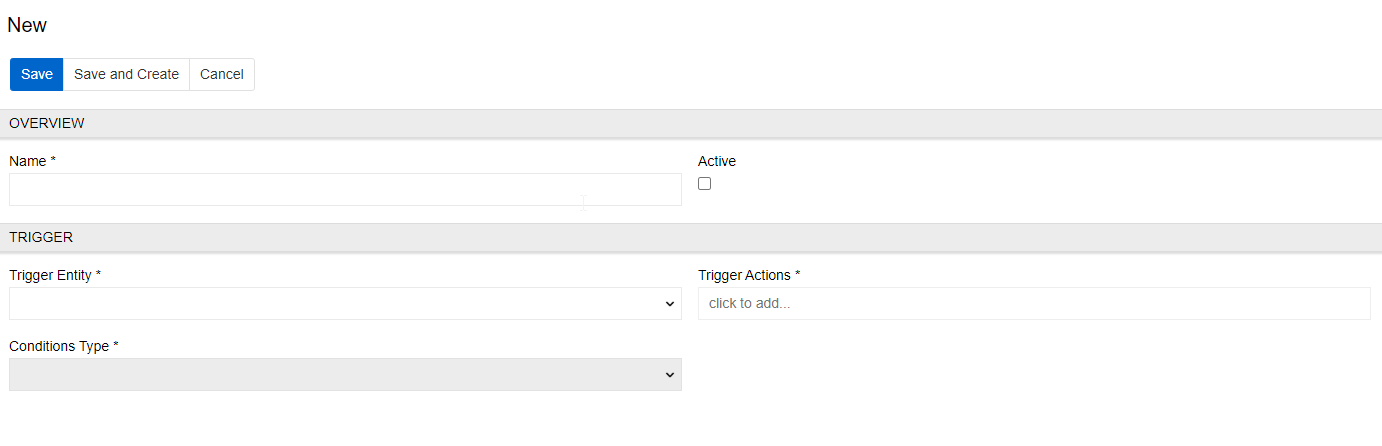 New
Save Save and Create Cancel
OVERVIEW
Name * Active
TRIGGER
Trigger Entity * Trigger Actions *
click to add...
Conditions Type *